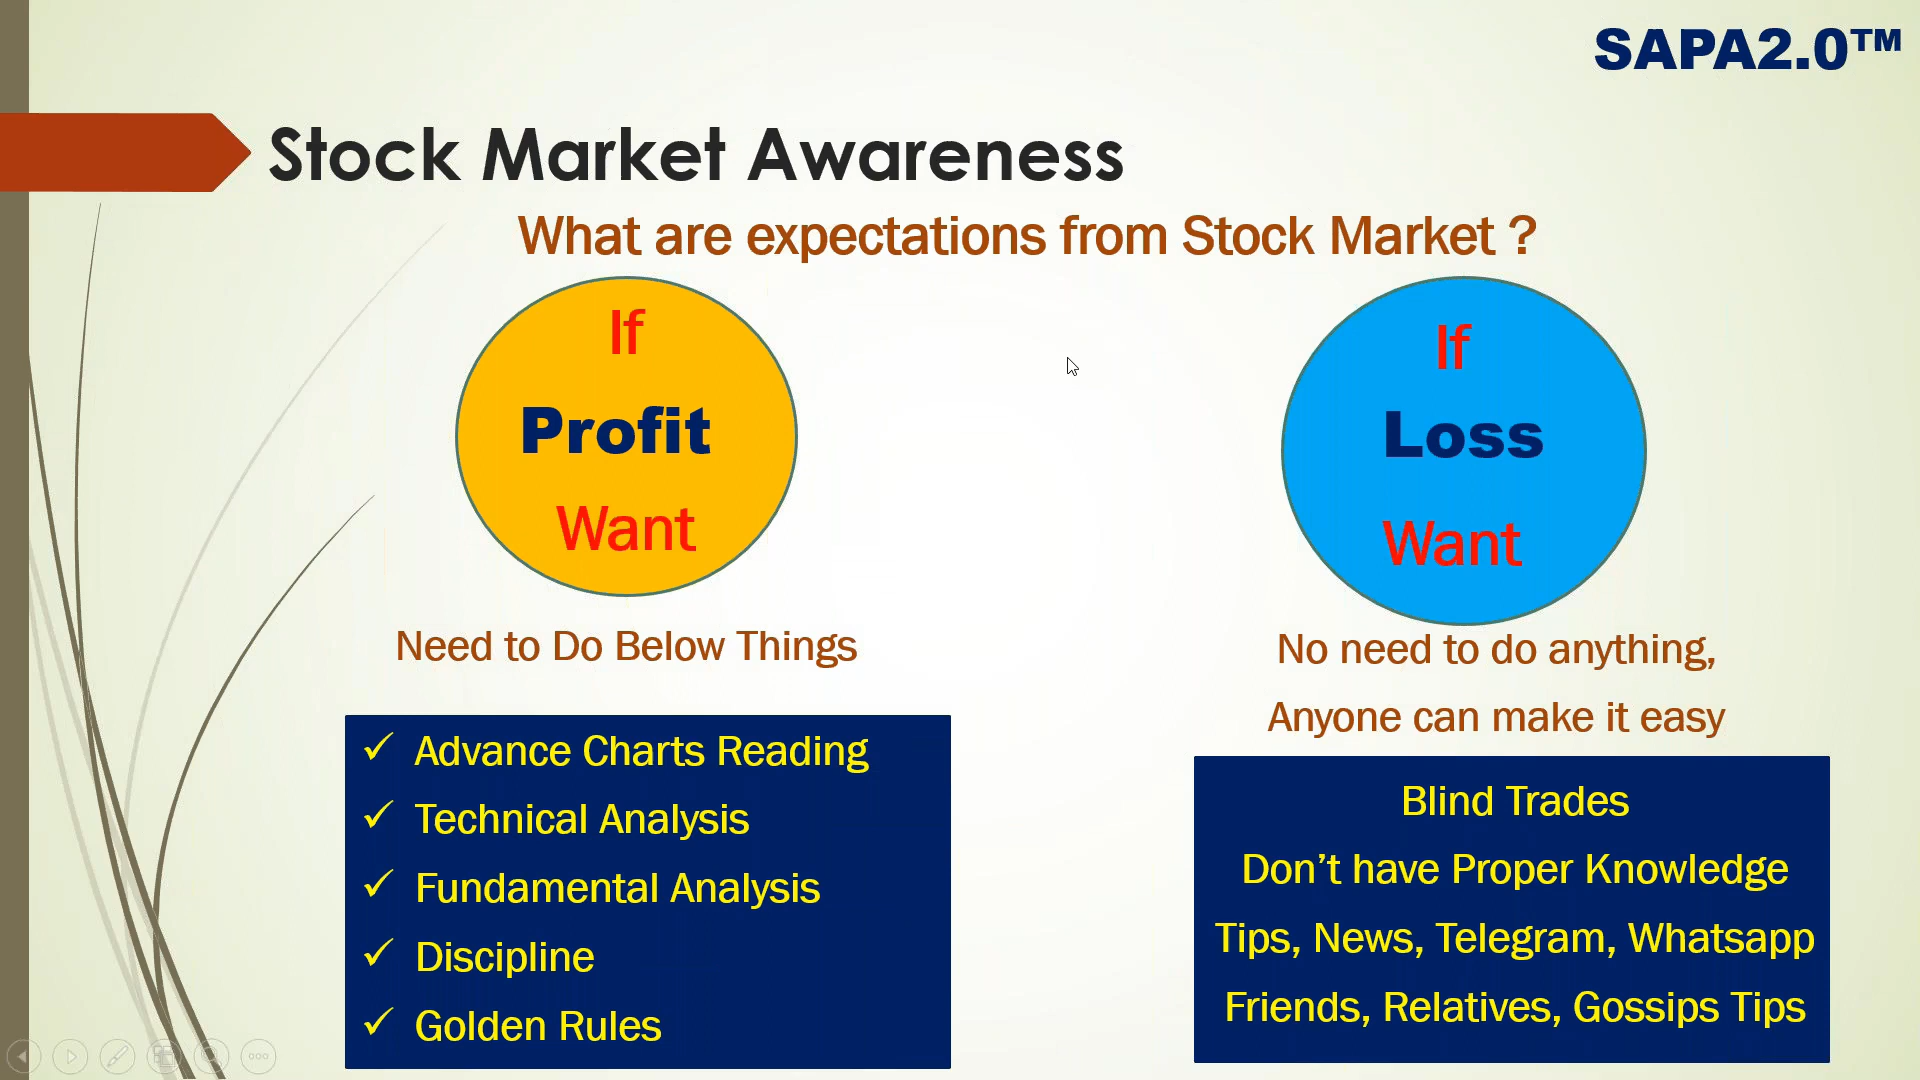 SAPA2.0™
Stock Market Awareness
What are expectations from Stock Market ?
If
Profit
Want
Need to Do Below Things
✓ Advance Charts Reading
✓ Technical Analysis
✓ Fundamental Analysis
✓ Discipline
✓ Golden Rules
If
Loss
Want
No need to do anything,
Anyone can make it easy
Blind Trades
Don’t have Proper Knowledge
Tips, News, Telegram, Whatsapp
Friends, Relatives, Gossips Tips